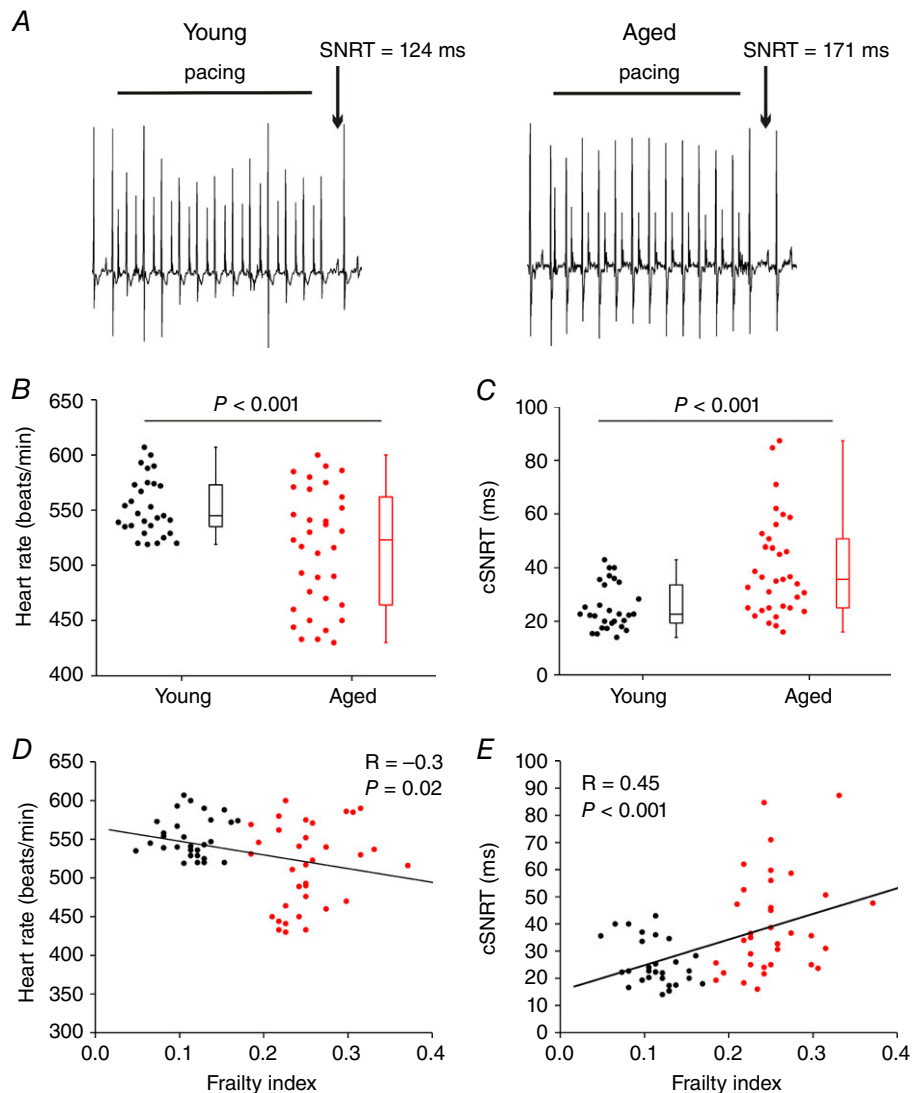 A
Young
Aged
SNRT = 124 ms
SNRT = 171 ms
pacing
pacing
B
650
600
550
500
450
400
Heart rate (beats/min)
P < 0.001
Young
Aged
C
100
80
60
40
20
0
cSNRT (ms)
P < 0.001
Young
Aged
D
650
600
550
500
450
400
350
300
Heart rate (beats/min)
R = –0.3
P = 0.02
0.0 0.1 0.2 0.3 0.4
Frailty index
E
100
90
80
70
60
50
40
30
20
10
0
cSNRT (ms)
R = 0.45
P < 0.001
0.0 0.1 0.2 0.3 0.4
Frailty index